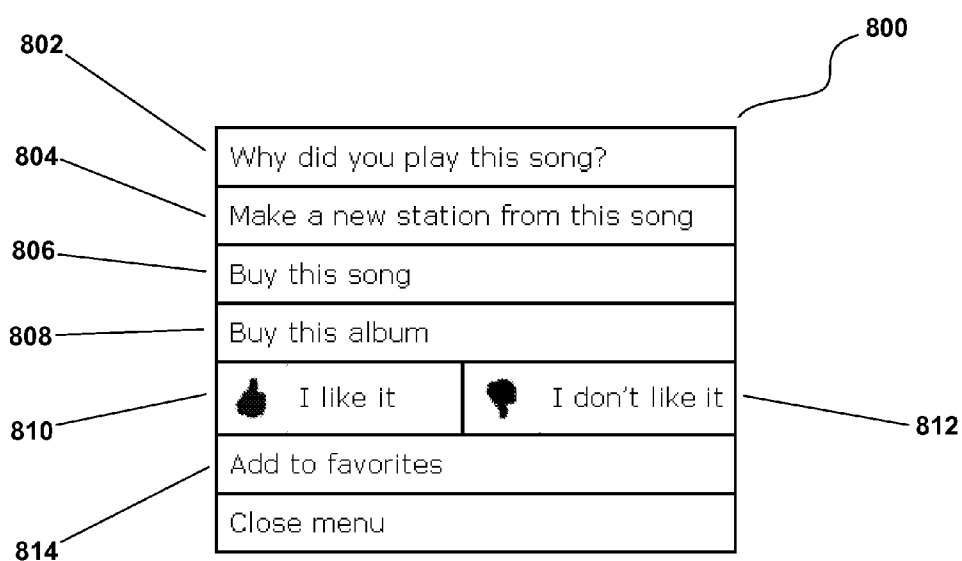 800
802
Why did you play this song?
804
Make a new station from this song
806
Buy this song
808
Buy this album
810
I like it
I don't like it
812
814
Add to favorites
Close menu